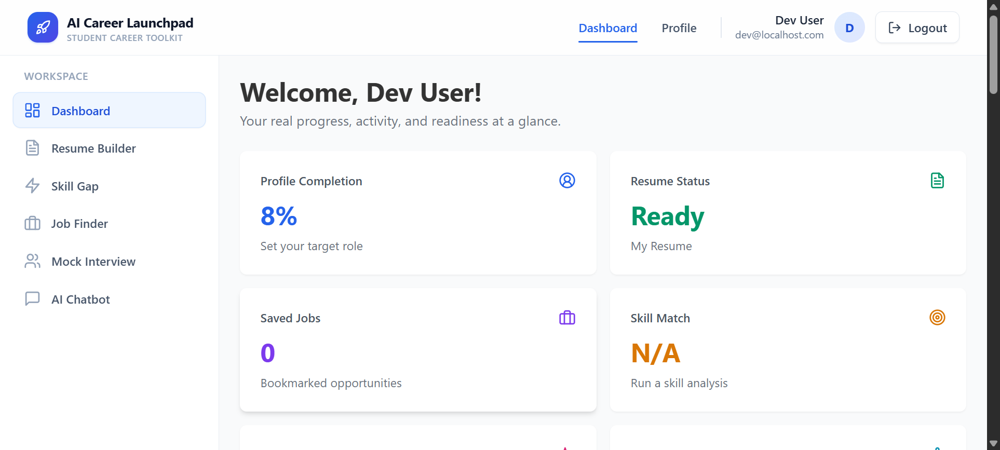 AI Career Launchpad
STUDENT CAREER TOOLKIT
Dashboard
Profile
Dev User
dev@localhost.com
D
Logout
WORKSPACE
Dashboard
Resume Builder
Skill Gap
Job Finder
Mock Interview
AI Chatbot
Welcome, Dev User!
Your real progress, activity, and readiness at a glance.
Profile Completion
8%
Set your target role
Resume Status
Ready
My Resume
Saved Jobs
0
Bookmarked opportunities
Skill Match
N/A
Run a skill analysis